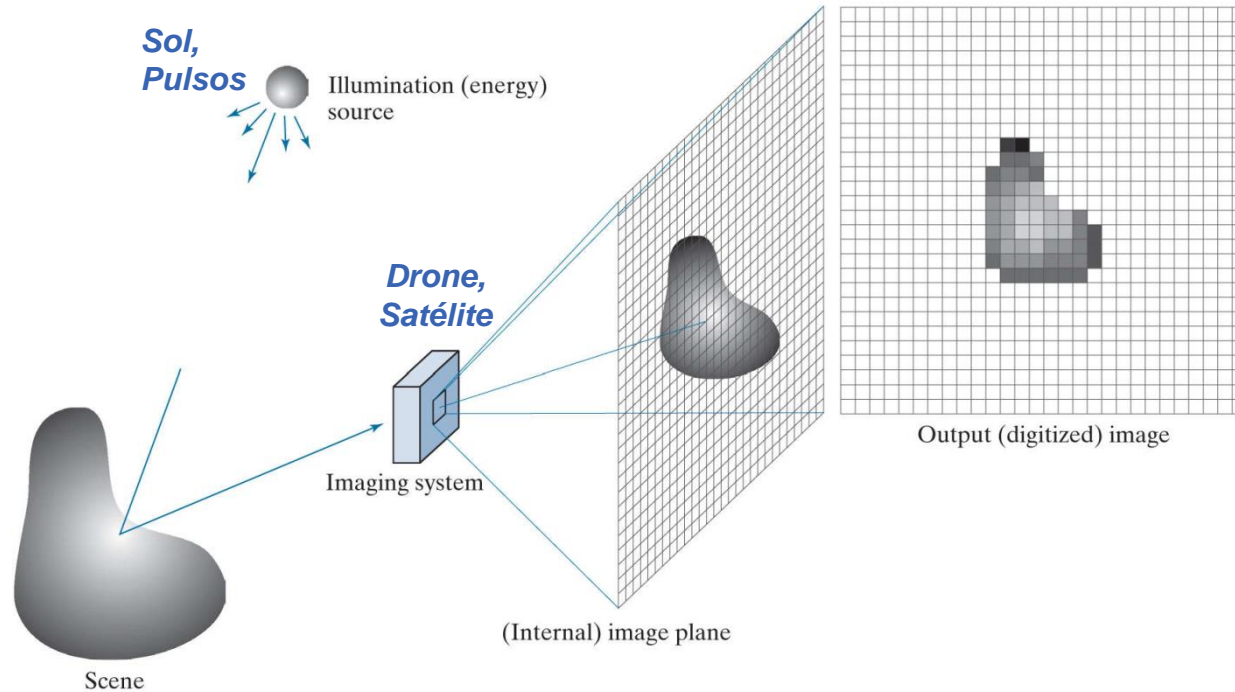 Sol,
Pulsos
Illumination (energy)
source
Drone,
Satélite
Imaging system
Output (digitized) image
(Internal) image plane
Scene